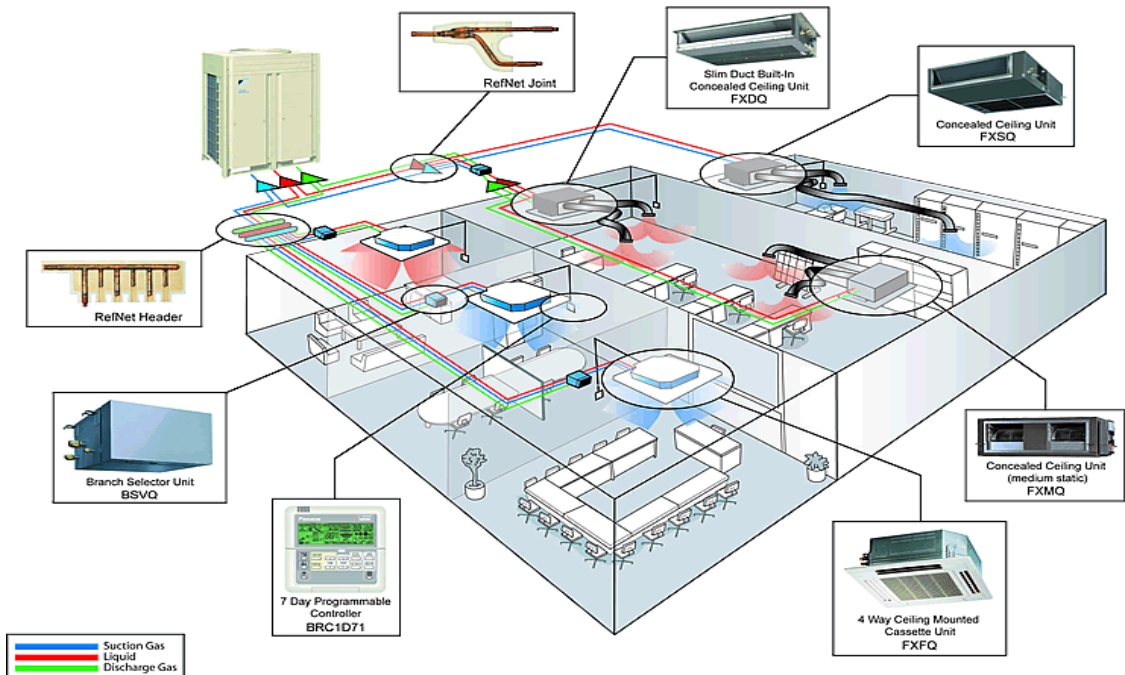 RefNet Joint
Slim Duct Built-In
Concealed Ceiling Unit
FXDQ
Concealed Ceiling Unit
FXSQ
RefNet Header
Branch Selector Unit
BSVQ
7 Day Programmable
Controller
BRC1D71
Concealed Ceiling Unit
(medium static)
FXMQ
4 Way Ceiling Mounted
Cassette Unit
FXFQ
Suction Gas
Liquid
Discharge Gas